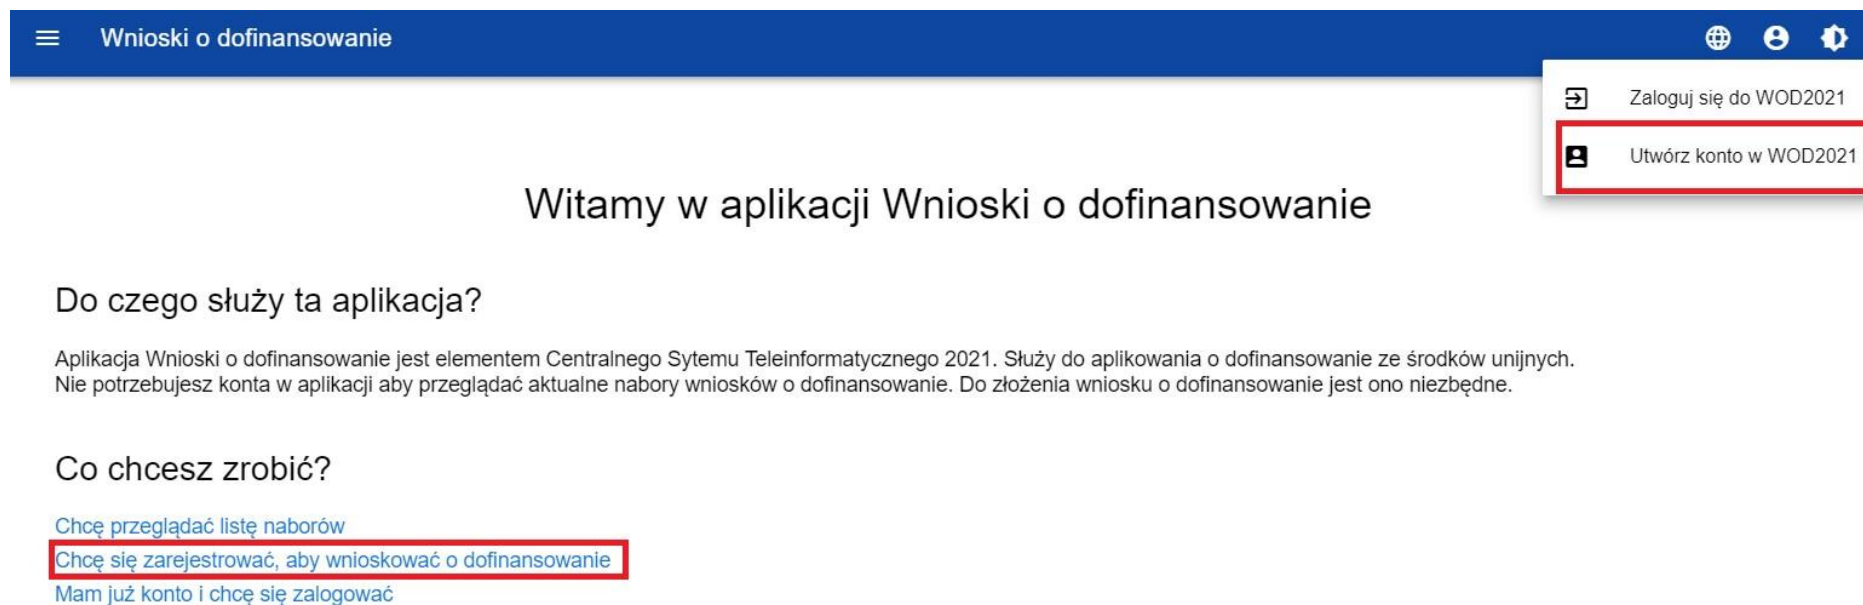 Wnioski o dofinansowanie
Zaloguj się do WOD2021
Utwórz konto w WOD2021
Witamy w aplikacji Wnioski o dofinansowanie
Do czego służy ta aplikacja?
Aplikacja Wnioski o dofinansowanie jest elementem Centralnego Sytemu Teleinformatycznego 2021. Służy do aplikowania o dofinansowanie ze środków unijnych.
Nie potrzebujesz konta w aplikacji aby przeglądać aktualne nabory wniosków o dofinansowanie. Do złożenia wniosku o dofinansowanie jest ono niezbędne.
Co chcesz zrobić?
Chcę przeglądać listę naborów
Chcę się zarejestrować, aby wnioskować o dofinansowanie
Mam już konto i chcę się zalogować